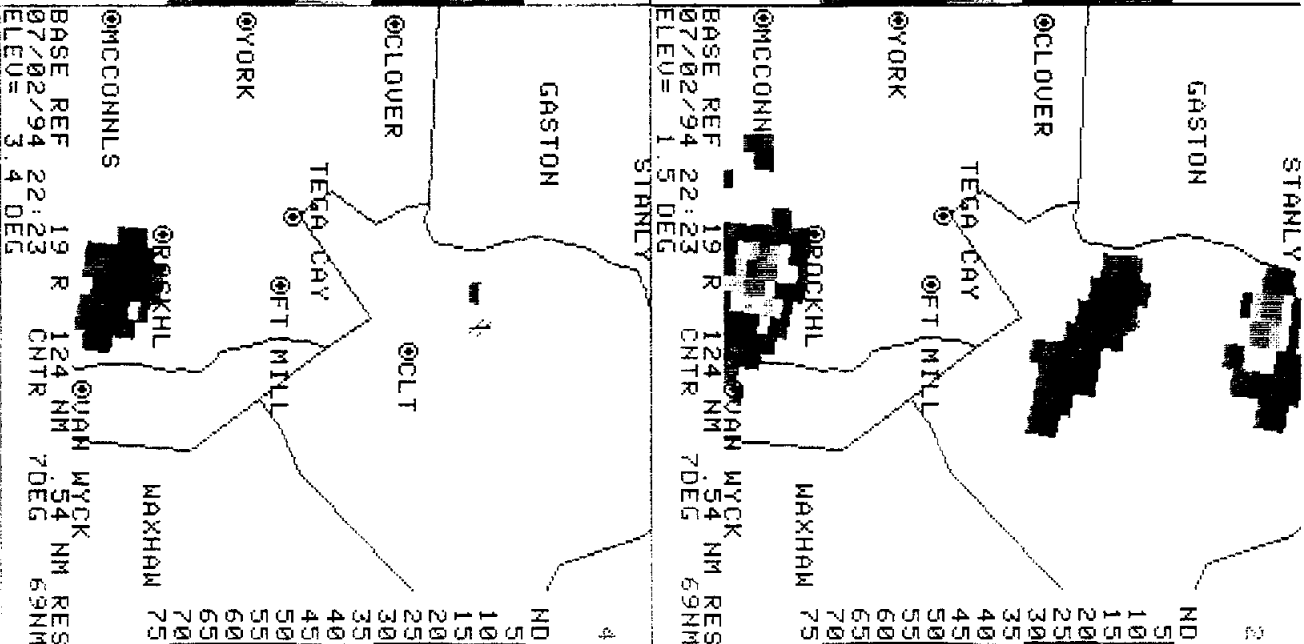 STANLY
2
GASTON
ND
5
10
15
20
25
CLOVER
30
35
40
TEGA CAY
45
FT MILL
50
YORK
55
60
65
70
ROCKHL
75
WAXHAW
MCCONN
VAN WYCK
BASE REF 19 R 124 NM .54 NM RES
07/02/94 22:23 CNTR 7DEG 69NM
ELEV= 1.5 DEG
STANLY
4
GASTON
ND
5
10
15
20
CLT
25
CLOVER
30
35
40
TEGA CAY
45
FT MILL
50
YORK
55
60
65
70
ROCKHL
75
WAXHAW
MCCONNLS
VAN WYCK
BASE REF 19 R 124 NM .54 NM RES
07/02/94 22:23 CNTR 7DEG 69NM
ELEV= 3.4 DEG